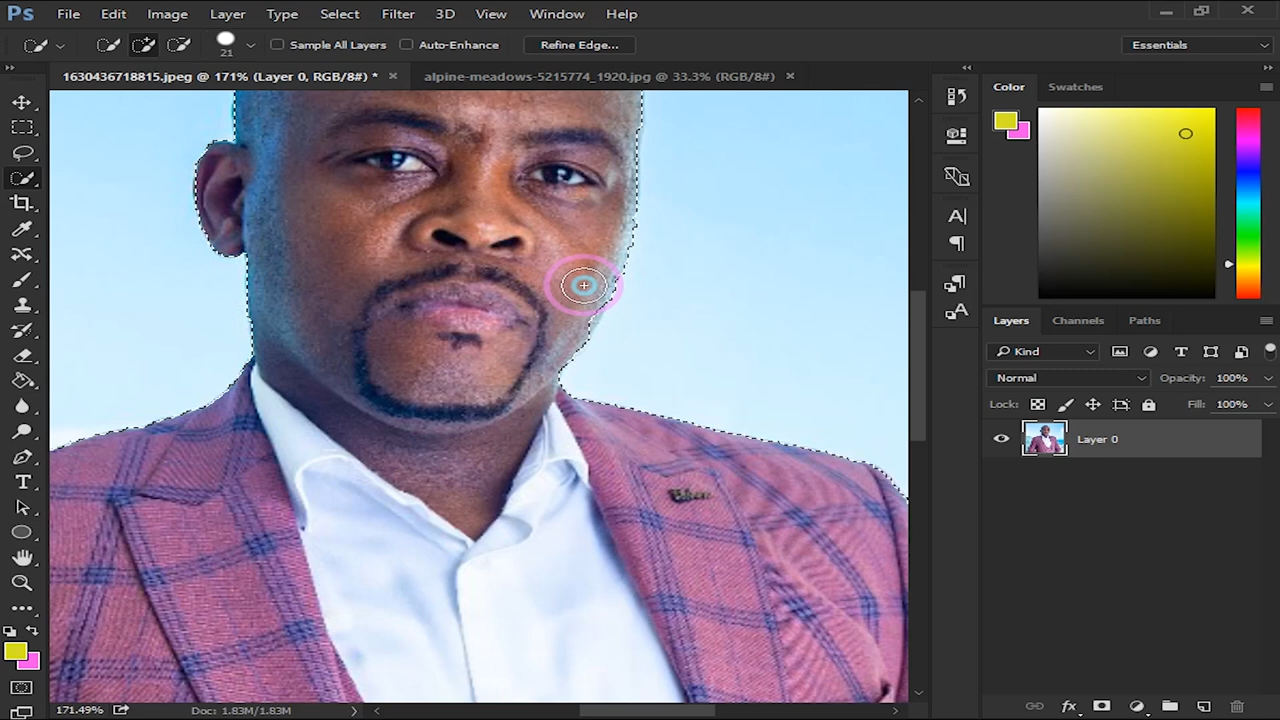 Ps File Edit Image Layer Type Select Filter 3D View Window Help
21 Sample All Layers Auto-Enhance Refine Edge... Essentials
1630436718815.jpeg @ 171% (Layer 0, RGB/8#) * × alpine-meadows-5215774_1920.jpg @ 33.3% (RGB/8#) ×
Color Swatches
Layers Channels Paths
Kind
Normal Opacity: 100%
Lock: Fill: 100%
Layer 0
171.49% Doc: 1.83M/1.83M
fx